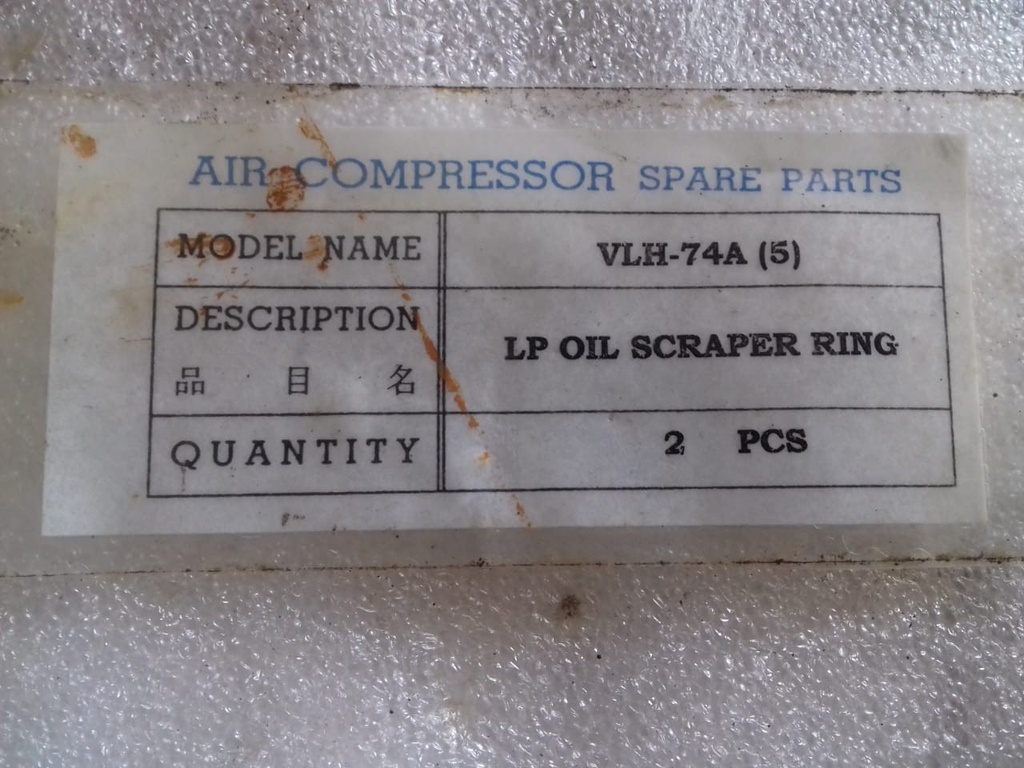 AIR COMPRESSOR SPARE PARTS
MODEL NAME VLH-74A (5)
DESCRIPTION
品目名 LP OIL SCRAPER RING
QUANTITY 2 PCS